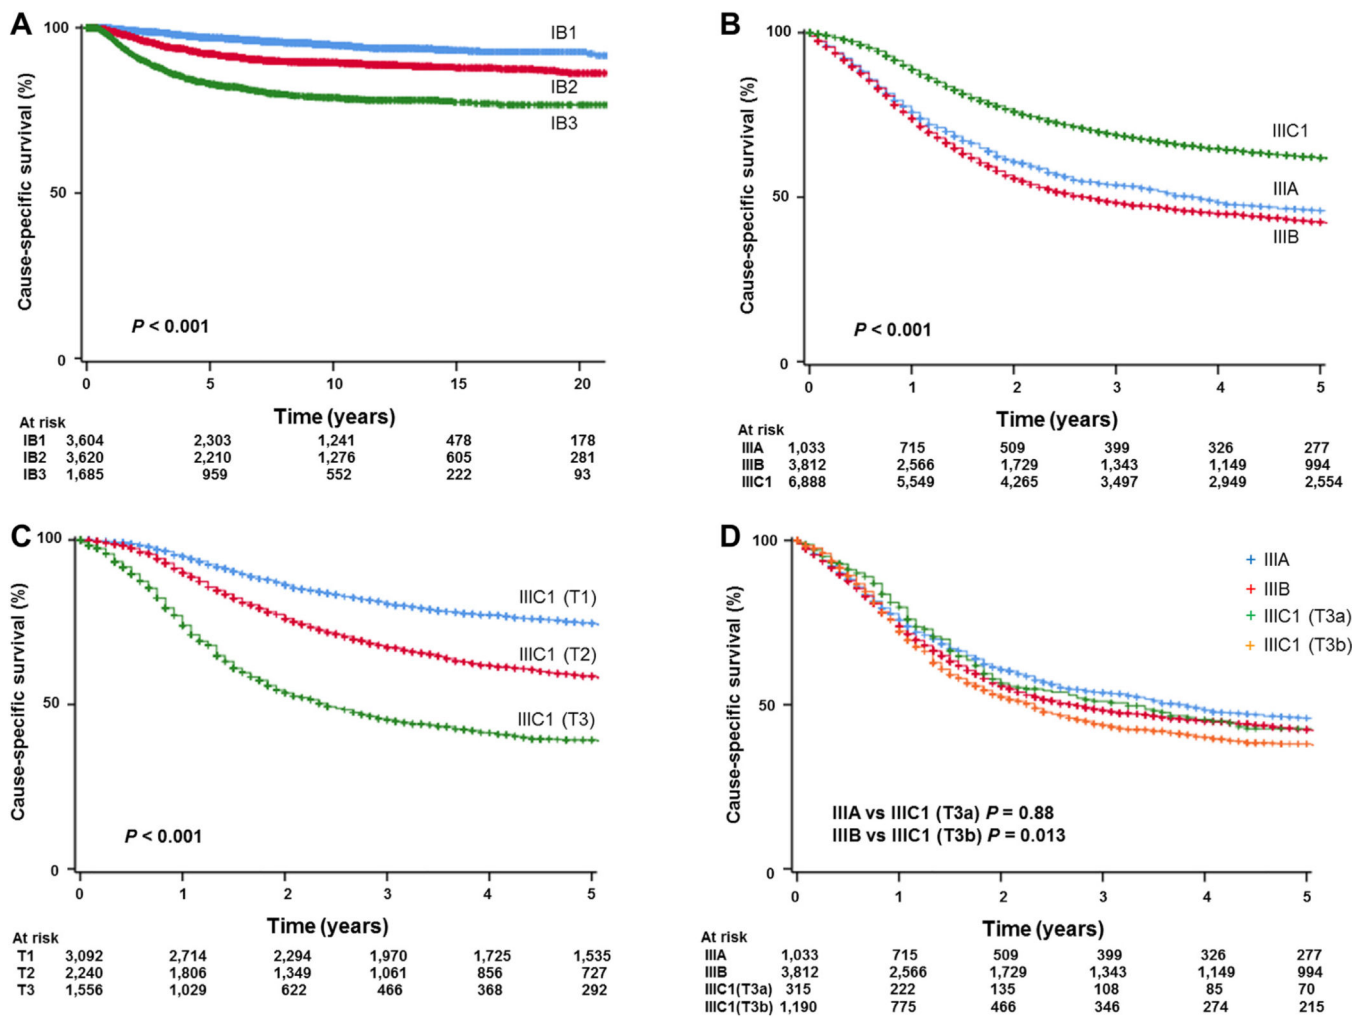 A
Cause-specific survival (%)
100
50
0
IB1
IB2
IB3
P < 0.001
0 5 10 15 20
Time (years)
At risk
IB1 3,604 2,303 1,241 478 178
IB2 3,620 2,210 1,276 605 281
IB3 1,685 959 552 222 93
B
Cause-specific survival (%)
100
50
0
IIIC1
IIIA
IIIB
P < 0.001
0 1 2 3 4 5
Time (years)
At risk
IIIA 1,033 715 509 399 326 277
IIIB 3,812 2,566 1,729 1,343 1,149 994
IIIC1 6,888 5,549 4,265 3,497 2,949 2,554
C
Cause-specific survival (%)
100
50
0
IIIC1 (T1)
IIIC1 (T2)
IIIC1 (T3)
P < 0.001
0 1 2 3 4 5
Time (years)
At risk
T1 3,092 2,714 2,294 1,970 1,725 1,535
T2 2,240 1,806 1,349 1,061 856 727
T3 1,556 1,029 622 466 368 292
D
Cause-specific survival (%)
100
50
0
IIIA
IIIB
IIIC1 (T3a)
IIIC1 (T3b)
IIIA vs IIIC1 (T3a) P = 0.88
IIIB vs IIIC1 (T3b) P = 0.013
0 1 2 3 4 5
Time (years)
At risk
IIIA 1,033 715 509 399 326 277
IIIB 3,812 2,566 1,729 1,343 1,149 994
IIIC1(T3a) 315 222 135 108 85 70
IIIC1(T3b) 1,190 775 466 346 274 215